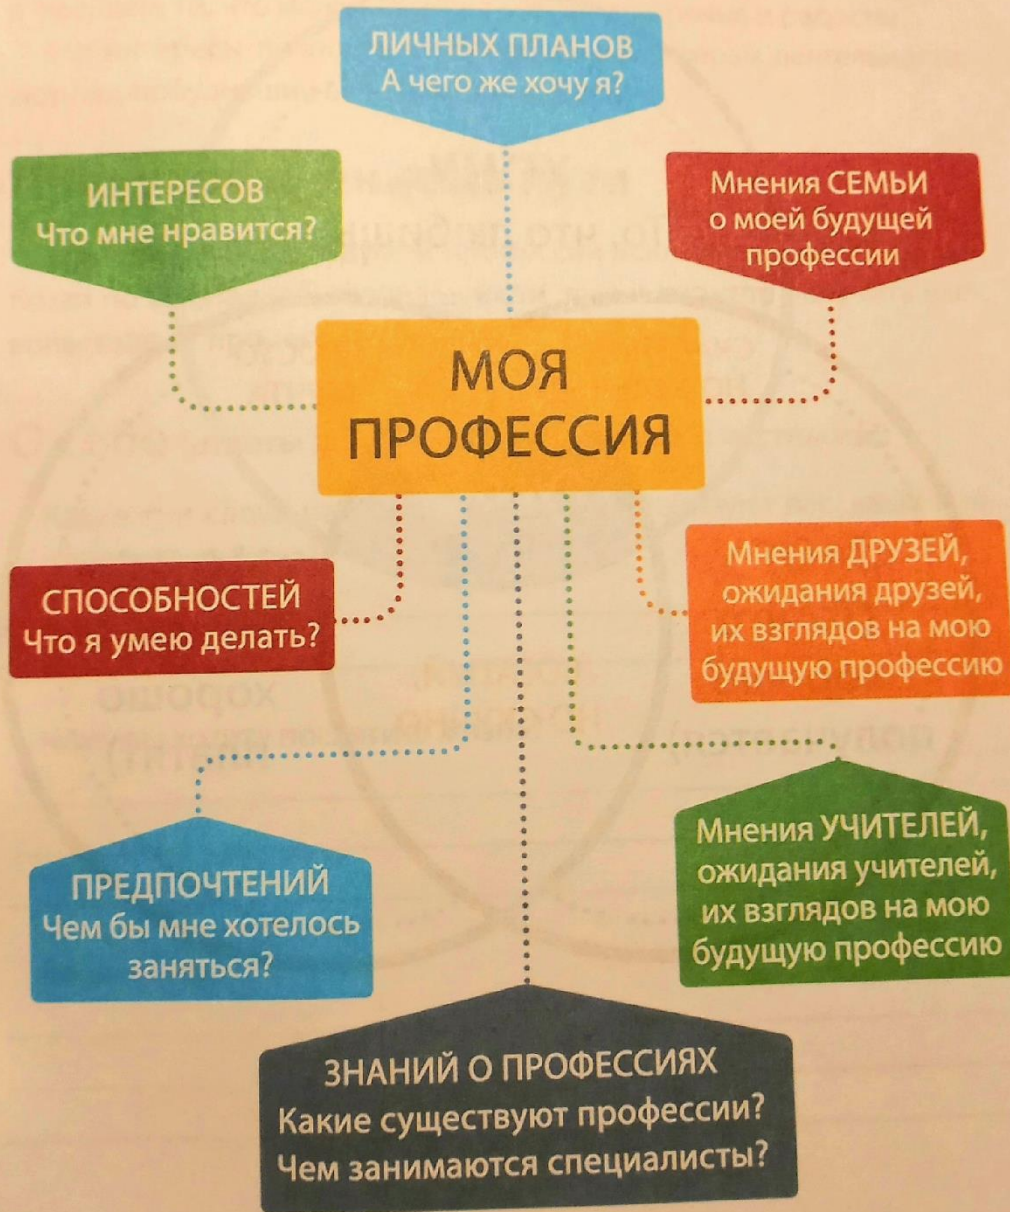 ЛИЧНЫХ ПЛАНОВ
А чего же хочу я?
ИНТЕРЕСОВ
Что мне нравится?
Мнения СЕМЬИ
о моей будущей
профессии
МОЯ
ПРОФЕССИЯ
СПОСОБНОСТЕЙ
Что я умею делать?
Мнения ДРУЗЕЙ,
ожидания друзей,
их взглядов на мою
будущую профессию
ПРЕДПОЧТЕНИЙ
Чем бы мне хотелось
заняться?
Мнения УЧИТЕЛЕЙ,
ожидания учителей,
их взглядов на мою
будущую профессию
ЗНАНИЙ О ПРОФЕССИЯХ
Какие существуют профессии?
Чем занимаются специалисты?